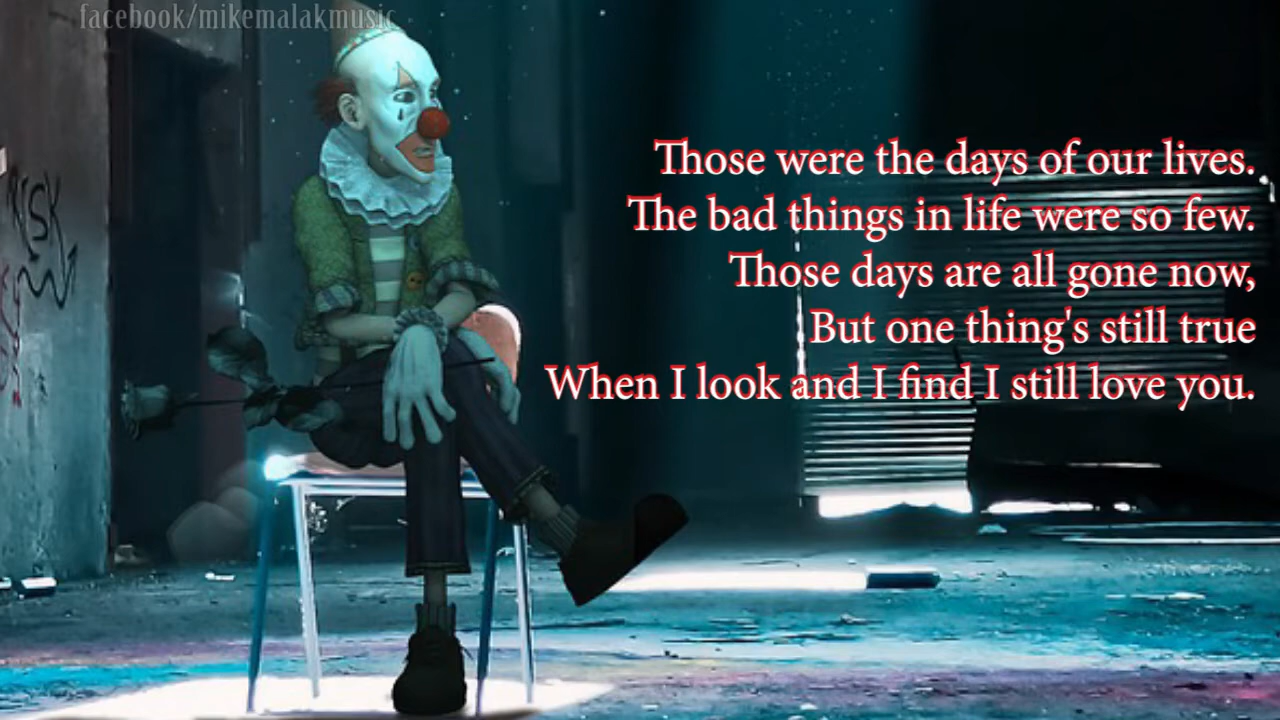 facebook/mikemalakmusic
Those were the days of our lives.
The bad things in life were so few.
Those days are all gone now,
But one thing's still true
When I look and I find I still love you.
RISK